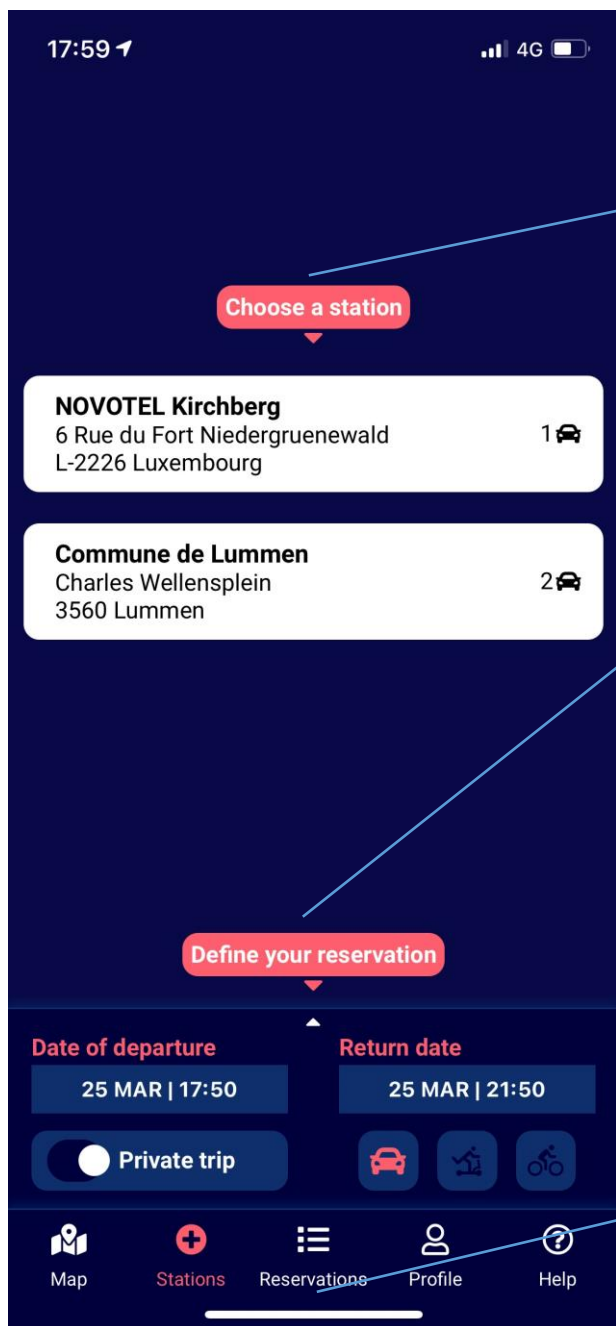 17:59
4G
Choose a station
NOVOTEL Kirchberg
6 Rue du Fort Niedergruenewald
L-2226 Luxembourg
1
Commune de Lummen
Charles Wellensplein
3560 Lummen
2
Define your reservation
Date of departure
Return date
25 MAR | 17:50
25 MAR | 21:50
Private trip
Map
Stations
Reservations
Profile
Help